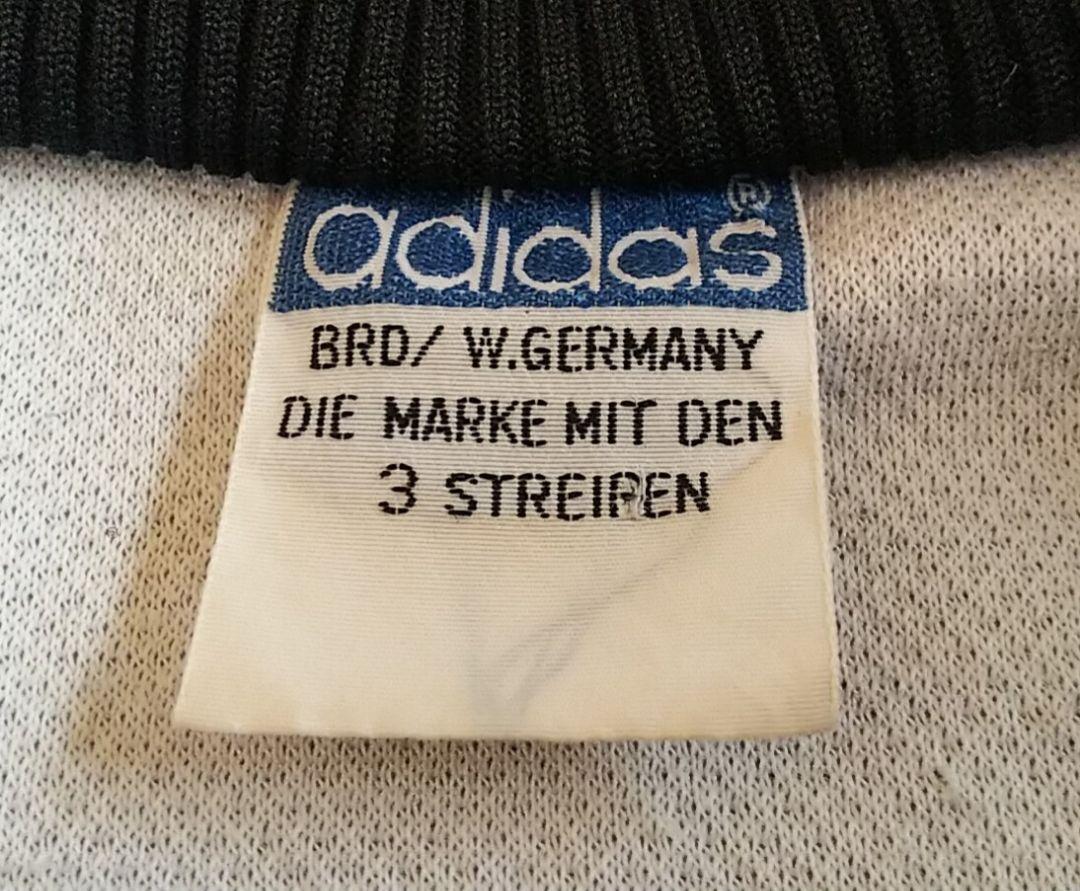 adidas®
BRD/ W.GERMANY
DIE MARKE MIT DEN
3 STREIFEN